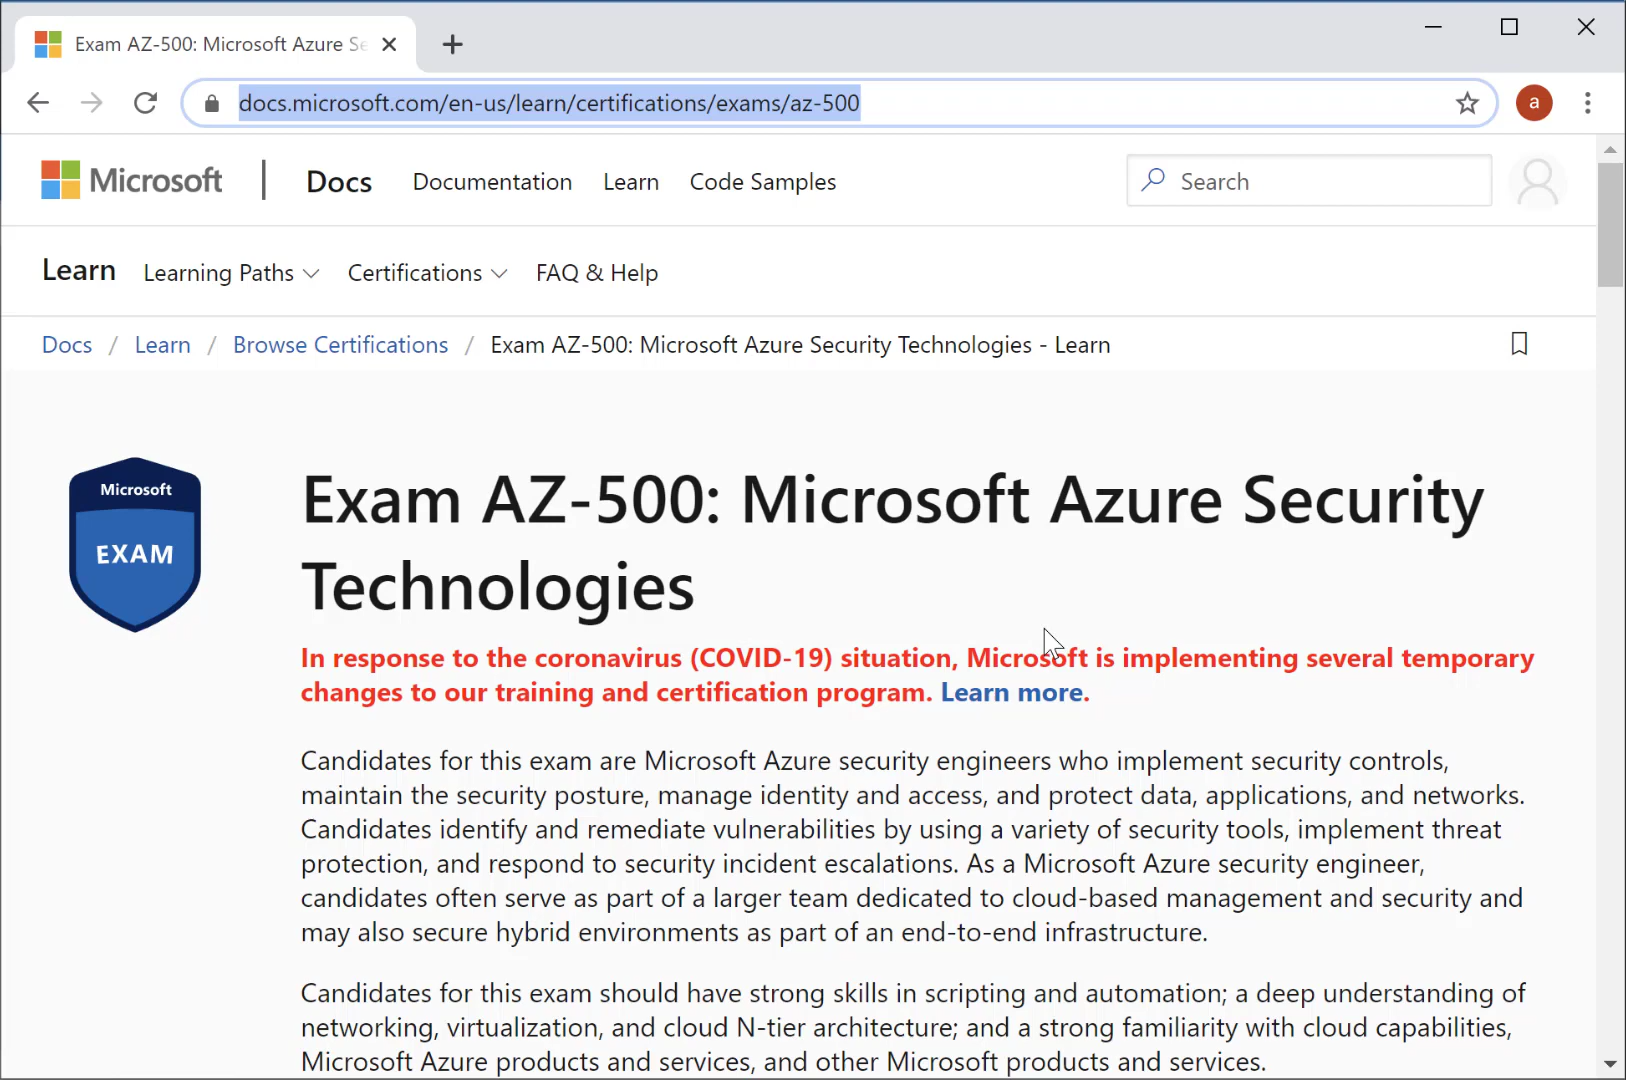 Exam AZ-500: Microsoft Azure Se
docs.microsoft.com/en-us/learn/certifications/exams/az-500
a
Microsoft | Docs Documentation Learn Code Samples Search
Learn Learning Paths Certifications FAQ & Help
Docs / Learn / Browse Certifications / Exam AZ-500: Microsoft Azure Security Technologies - Learn
Microsoft
EXAM
Exam AZ-500: Microsoft Azure Security
Technologies
In response to the coronavirus (COVID-19) situation, Microsoft is implementing several temporary
changes to our training and certification program. Learn more.
Candidates for this exam are Microsoft Azure security engineers who implement security controls,
maintain the security posture, manage identity and access, and protect data, applications, and networks.
Candidates identify and remediate vulnerabilities by using a variety of security tools, implement threat
protection, and respond to security incident escalations. As a Microsoft Azure security engineer,
candidates often serve as part of a larger team dedicated to cloud-based management and security and
may also secure hybrid environments as part of an end-to-end infrastructure.
Candidates for this exam should have strong skills in scripting and automation; a deep understanding of
networking, virtualization, and cloud N-tier architecture; and a strong familiarity with cloud capabilities,
Microsoft Azure products and services, and other Microsoft products and services.